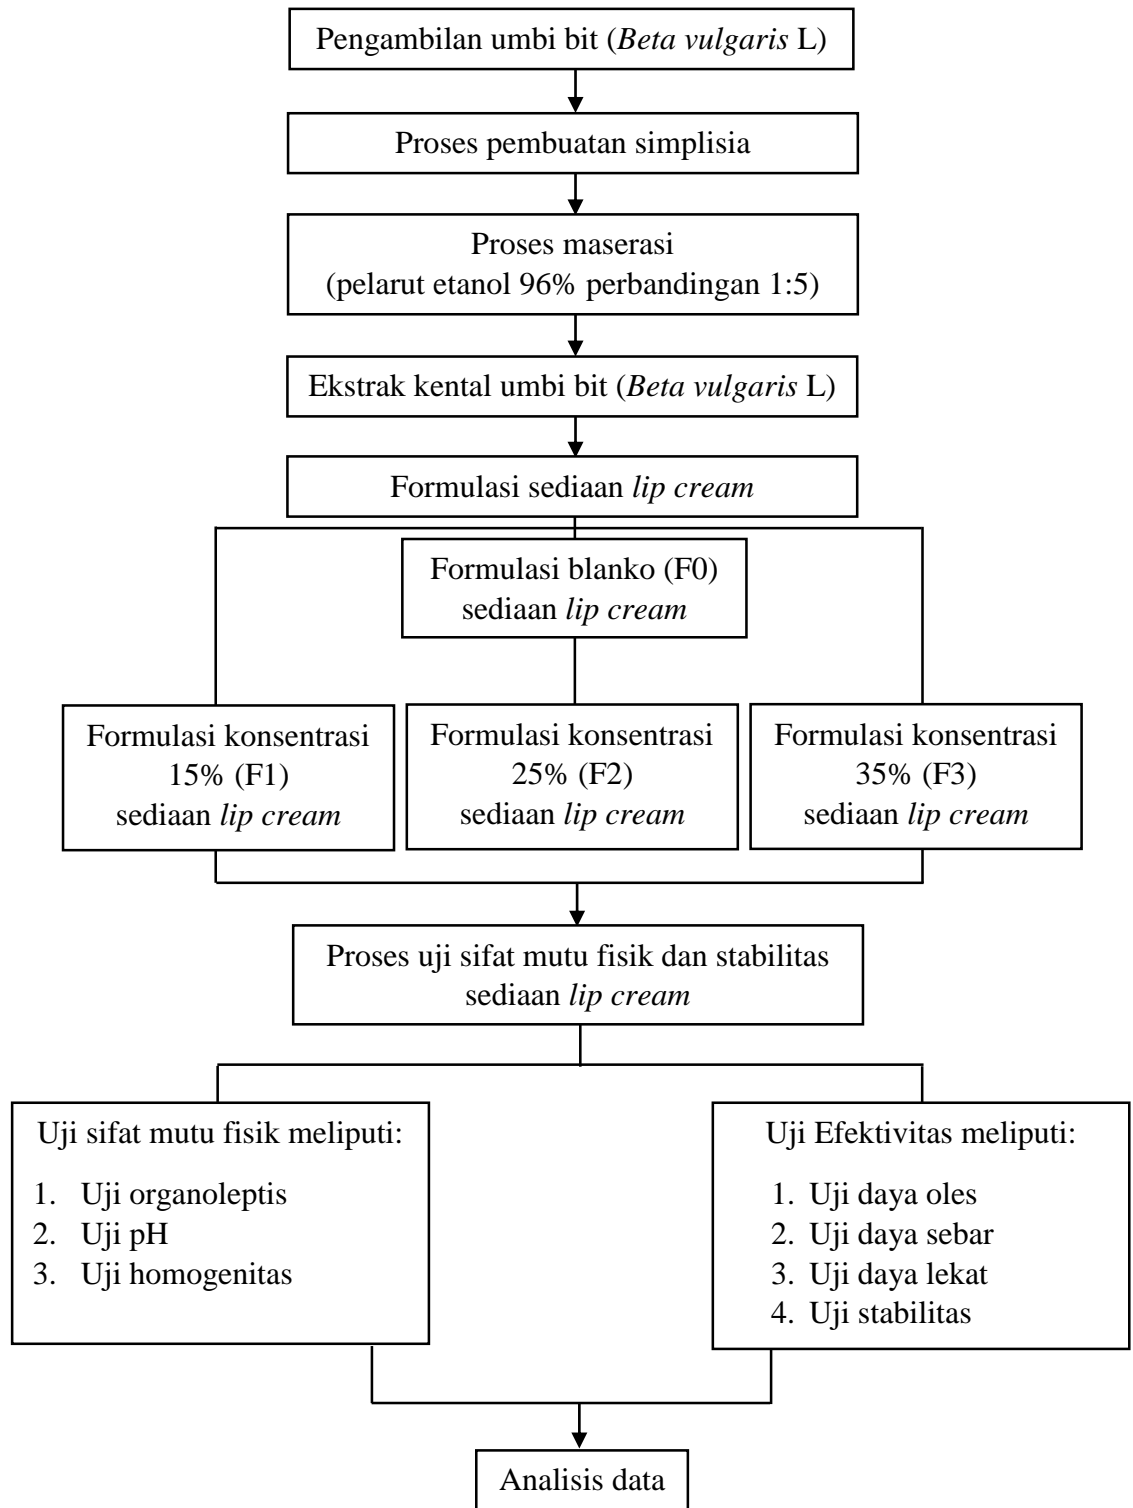 Pengambilan umbi bit (Beta vulgaris L)
Proses pembuatan simplisia
Proses maserasi
(pelarut etanol 96% perbandingan 1:5)
Ekstrak kental umbi bit (Beta vulgaris L)
Formulasi sediaan lip cream
Formulasi blanko (F0)
sediaan lip cream
Formulasi konsentrasi
15% (F1)
sediaan lip cream
Formulasi konsentrasi
25% (F2)
sediaan lip cream
Formulasi konsentrasi
35% (F3)
sediaan lip cream
Proses uji sifat mutu fisik dan stabilitas
sediaan lip cream
Uji sifat mutu fisik meliputi:
1. Uji organoleptis
2. Uji pH
3. Uji homogenitas
Uji Efektivitas meliputi:
1. Uji daya oles
2. Uji daya sebar
3. Uji daya lekat
4. Uji stabilitas
Analisis data